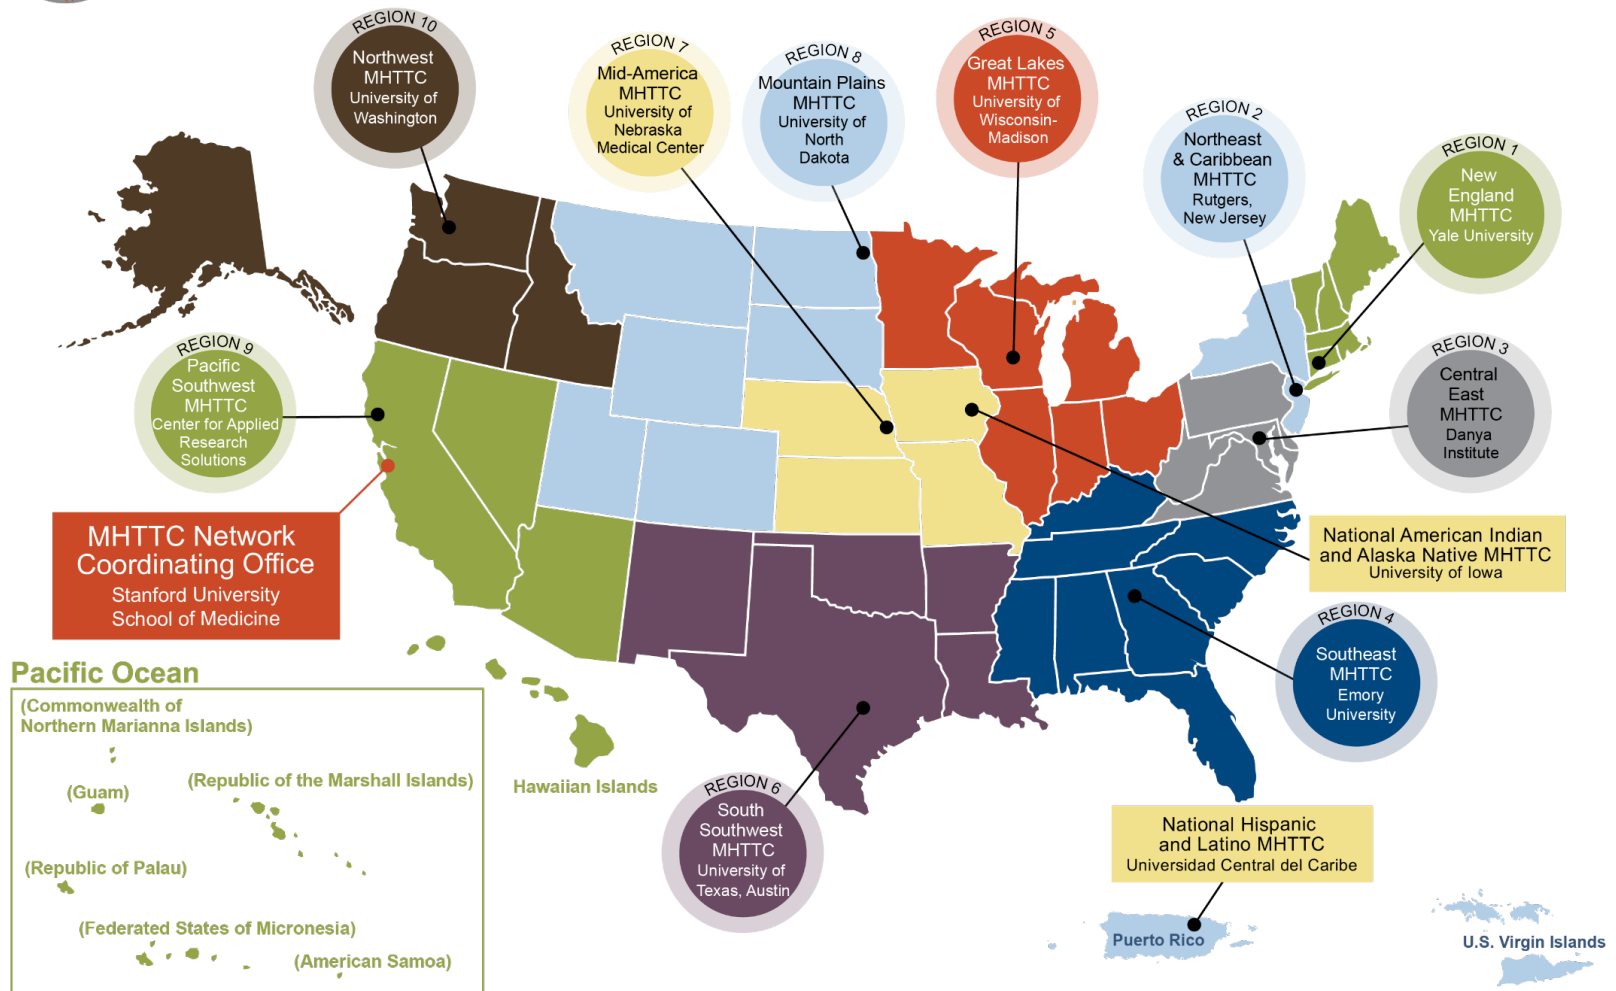 REGION 10
Northwest
MHTTC
University of
Washington
REGION 7
Mid-America
MHTTC
University of
Nebraska
Medical Center
REGION 8
Mountain Plains
MHTTC
University of
North
Dakota
REGION 5
Great Lakes
MHTTC
University of
Wisconsin-
Madison
REGION 2
Northeast
& Caribbean
MHTTC
Rutgers,
New Jersey
REGION 1
New
England
MHTTC
Yale University
REGION 9
Pacific
Southwest
MHTTC
Center for Applied
Research
Solutions
REGION 3
Central
East
MHTTC
Danya
Institute
MHTTC Network
Coordinating Office
Stanford University
School of Medicine
National American Indian
and Alaska Native MHTTC
University of Iowa
REGION 4
Southeast
MHTTC
Emory
University
Pacific Ocean
(Commonwealth of
Northern Marianna Islands)
(Guam)
(Republic of the Marshall Islands)
(Republic of Palau)
(Federated States of Micronesia)
(American Samoa)
Hawaiian Islands
REGION 6
South
Southwest
MHTTC
University of
Texas, Austin
National Hispanic
and Latino MHTTC
Universidad Central del Caribe
Puerto Rico
U.S. Virgin Islands